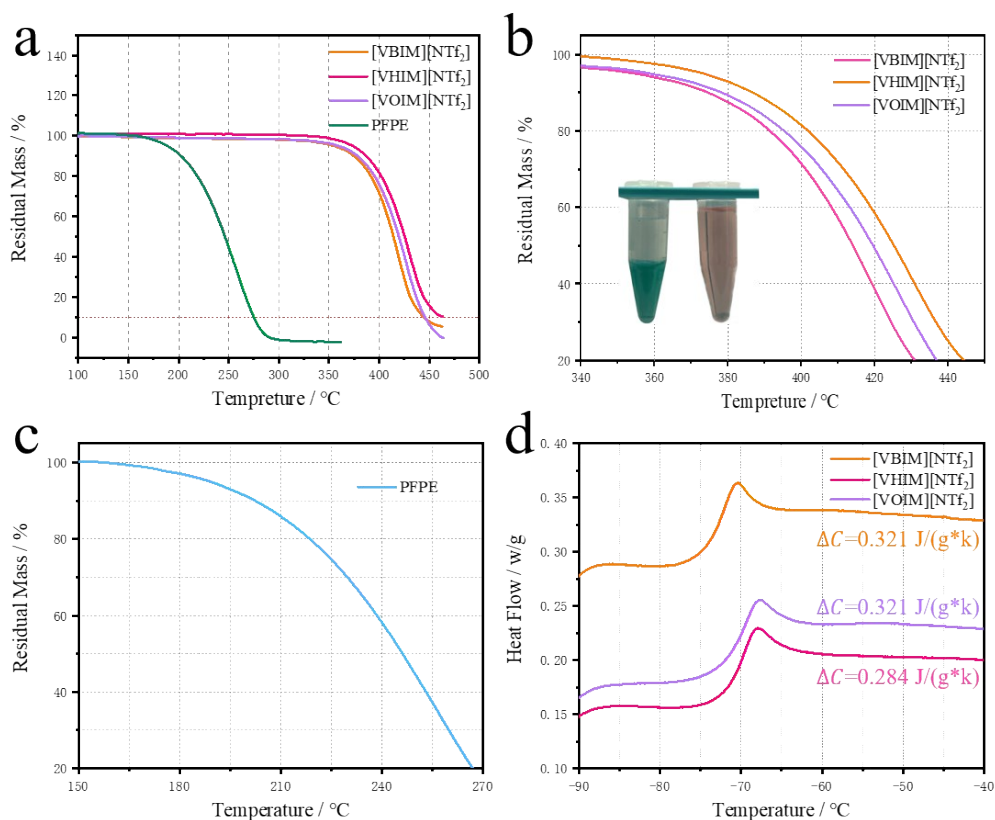 a
150
140
120
100
80
60
40
20
10
0
Residual Mass / %
100
150
200
250
300
350
400
450
500
Tempreture / °C
[VBIM][NTf₂]
[VHIM][NTf₂]
[VOIM][NTf₂]
PFPE
b
100
80
60
40
20
Residual Mass / %
340
360
380
400
420
440
Tempreture / °C
[VBIM][NTf₂]
[VHIM][NTf₂]
[VOIM][NTf₂]
c
100
80
60
40
20
Residual Mass / %
150
180
210
240
270
Temperature / °C
PFPE
d
0.40
0.35
0.30
0.25
0.20
0.15
0.10
Heat Flow / w/g
-90
-80
-70
-60
-50
-40
Temperature / °C
[VBIM][NTf₂]
[VHIM][NTf₂]
[VOIM][NTf₂]
ΔC=0.321 J/(g*k)
ΔC=0.321 J/(g*k)
ΔC=0.284 J/(g*k)